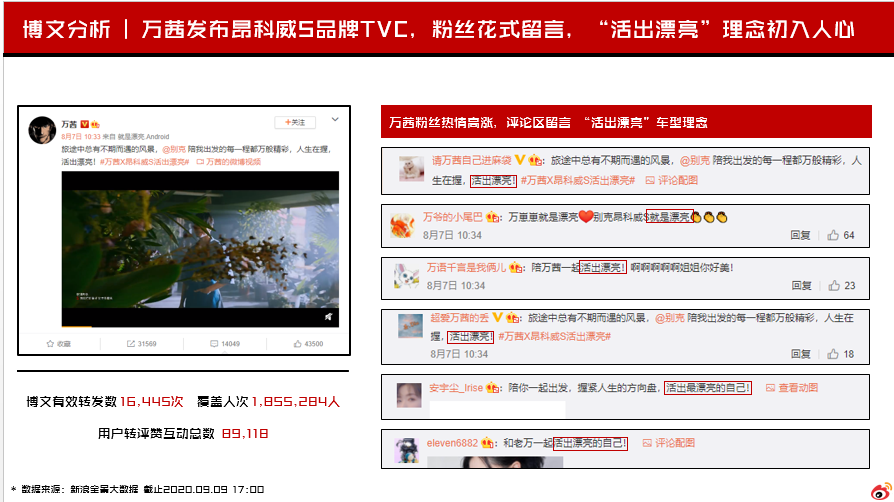 博文分析 | 万茜发布昂科威S品牌TVC，粉丝花式留言，“活出漂亮”理念初入人心
万茜
8月7日 10:33 来自 就是漂亮 Android
+关注
旅途中总有不期而遇的风景，@别克 陪我出发的每一程都万般精彩，人生在握，
活出漂亮！#万茜X昂科威S活出漂亮# 万茜的微博视频
收藏
31569
14049
43500
博文有效转发数16,445次 覆盖人次1,855,284人
用户转评赞互动总数 89,118
万茜粉丝热情高涨，评论区留言 “活出漂亮”车型理念
请万茜自己进麻袋：旅途中总有不期而遇的风景，@别克 陪我出发的每一程都万般精彩，人
生在握，活出漂亮！#万茜X昂科威S活出漂亮# 评论配图
万爷的小尾巴：万崽崽就是漂亮❤别克昂科威S就是漂亮👏👏👏
8月7日 10:34
回复
64
万语千言是我俩儿：陪万茜一起活出漂亮！啊啊啊啊啊姐姐你好美！
8月7日 10:34
回复
23
超爱万茜的丢：旅途中总有不期而遇的风景，@别克 陪我出发的每一程都万般精彩，人生在
握，活出漂亮！#万茜X昂科威S活出漂亮#
8月7日 10:34
回复
18
安宇尘_Irise：陪你一起出发，握紧人生的方向盘，活出最漂亮的自己！ 查看动图
eleven6882：和老万一起活出漂亮的自己！ 评论配图
* 数据来源：新浪全景大数据 截止2020.09.09 17:00